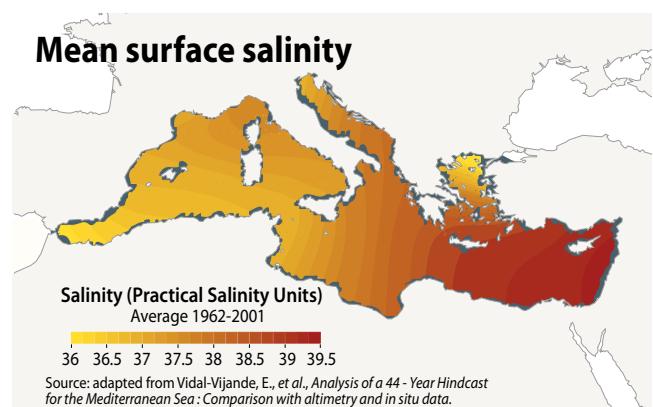 Mean surface salinity
Salinity (Practical Salinity Units)
Average 1962-2001
36 36.5 37 37.5 38 38.5 39 39.5
Source: adapted from Vidal-Vijande, E., et al., Analysis of a 44 - Year Hindcast
for the Mediterranean Sea : Comparison with altimetry and in situ data.